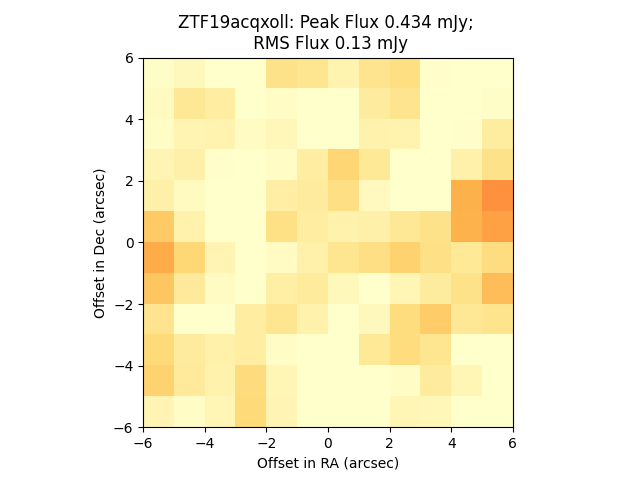 ZTF19acqxoll: Peak Flux 0.434 mJy;
RMS Flux 0.13 mJy
6
4
2
0
−2
−4
−6
Offset in Dec (arcsec)
−6 −4 −2 0 2 4 6
Offset in RA (arcsec)